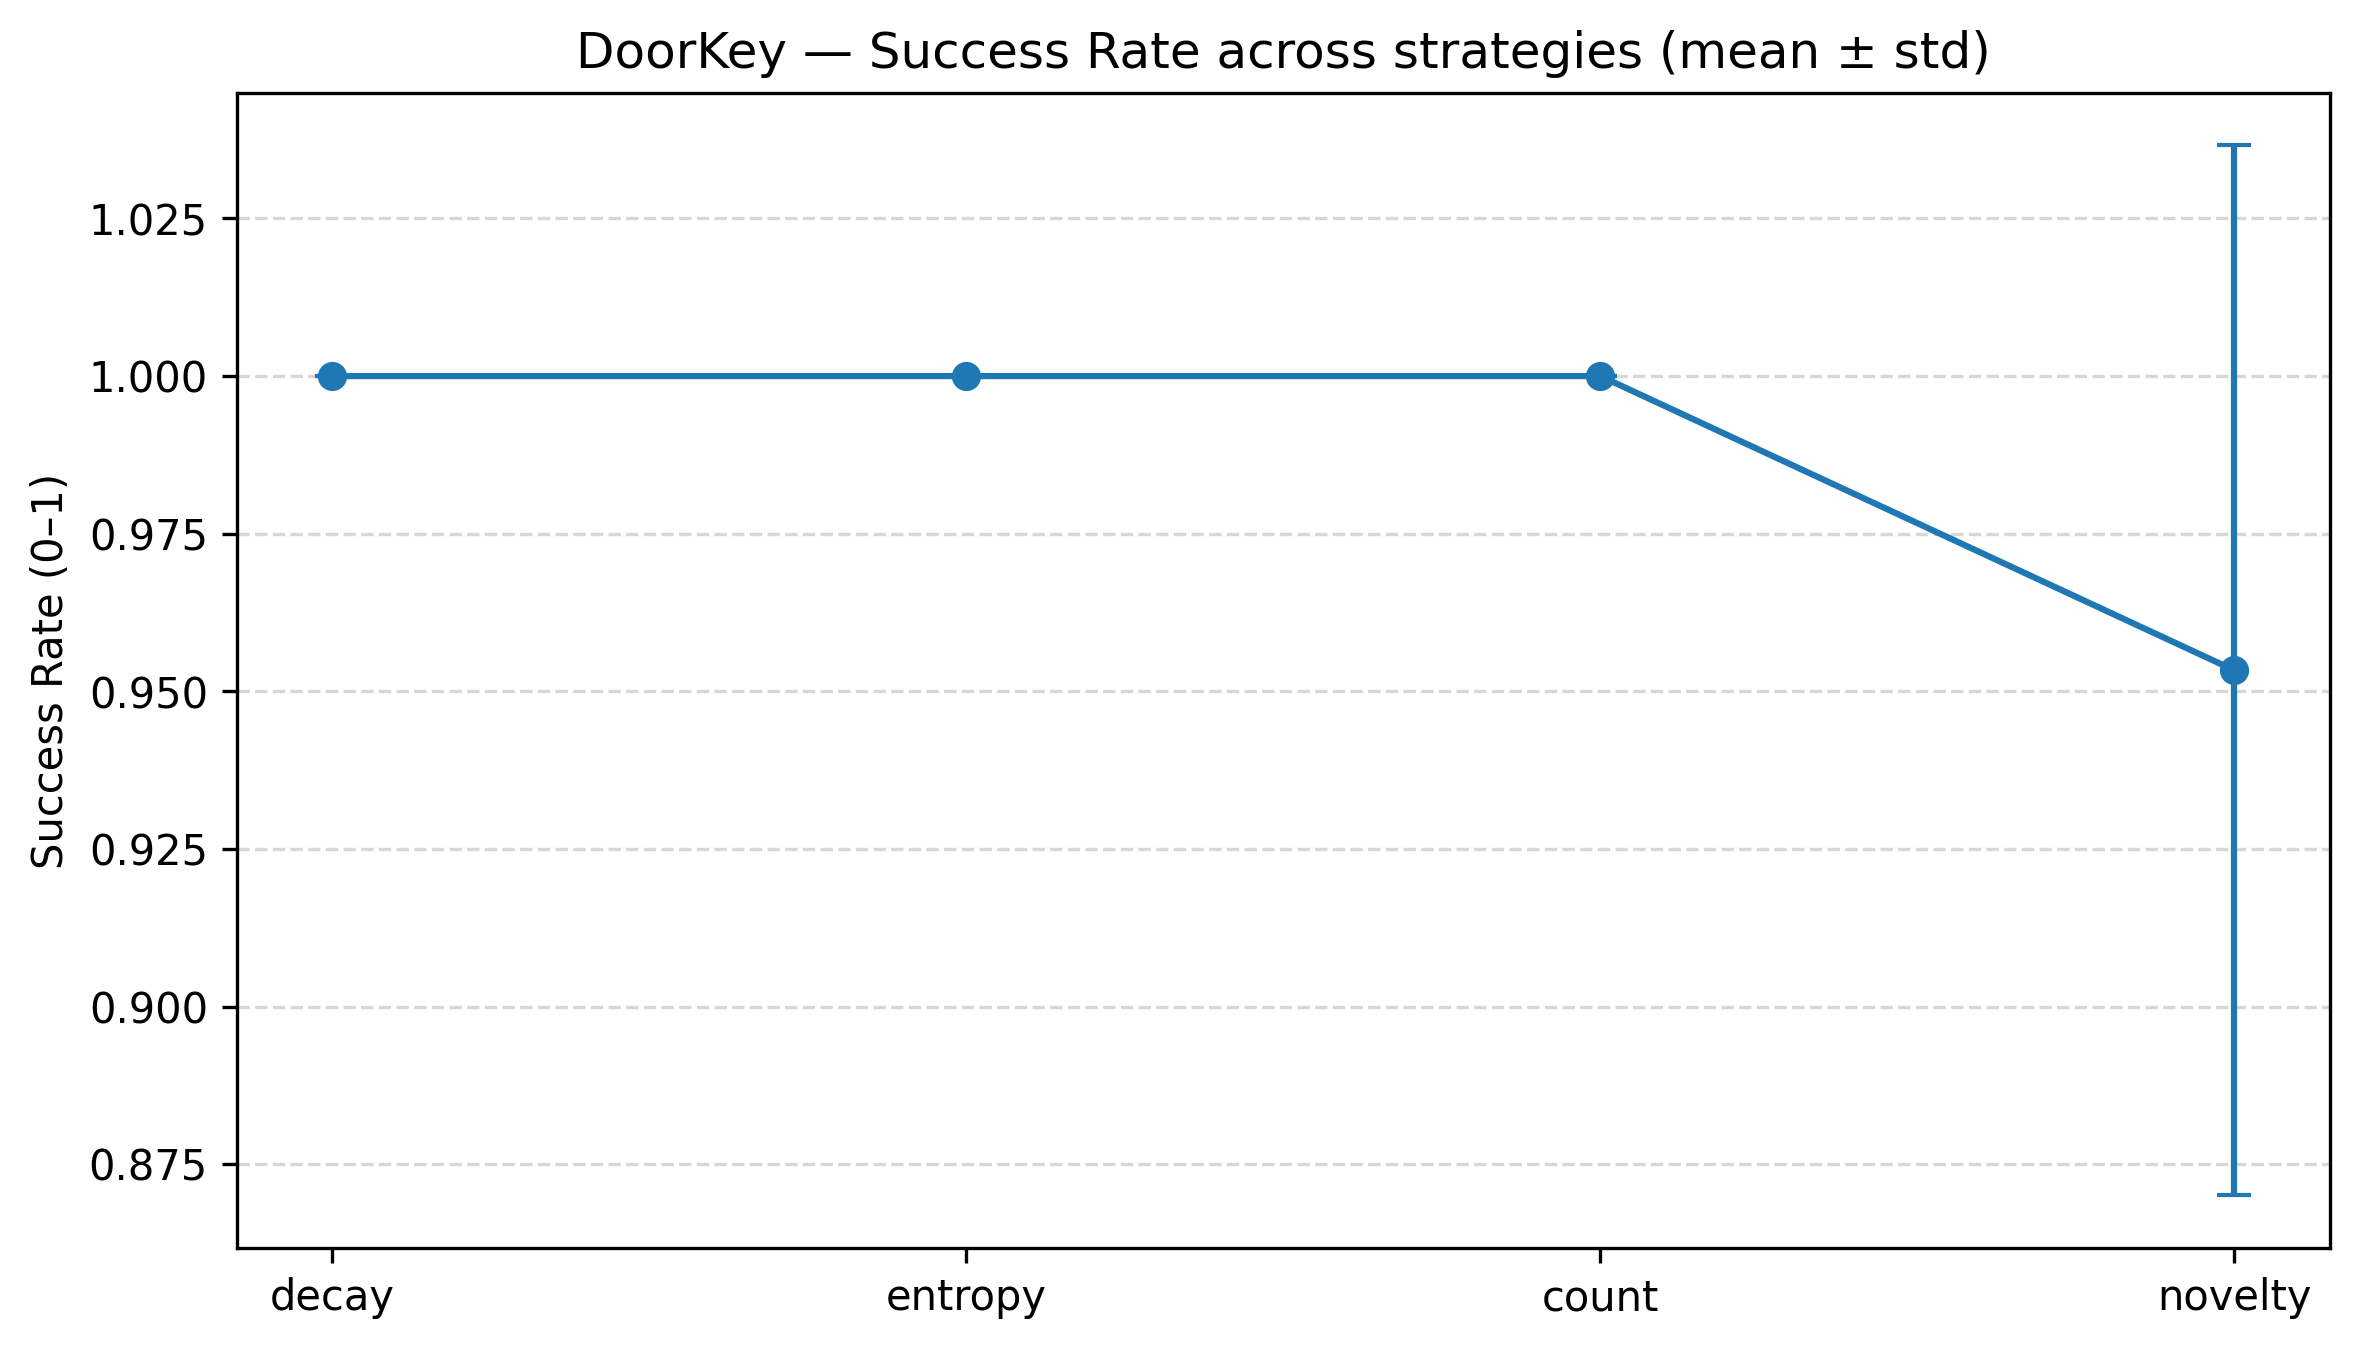 DoorKey — Success Rate across strategies (mean ± std)
Success Rate (0–1)
1.025
1.000
0.975
0.950
0.925
0.900
0.875
decay entropy count novelty